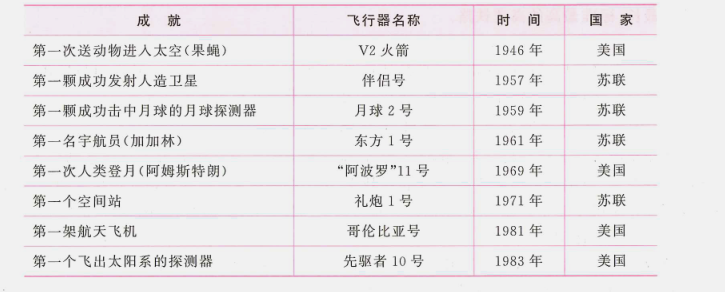 成就 飞行器名称 时间 国家
第一次送动物进入太空(果蝇) V2 火箭 1946 年 美国
第一颗成功发射人造卫星 伴侣号 1957 年 苏联
第一颗成功击中月球的月球探测器 月球 2 号 1959 年 苏联
第一名宇航员(加加林) 东方 1 号 1961 年 苏联
第一次人类登月(阿姆斯特朗) “阿波罗”11 号 1969 年 美国
第一个空间站 礼炮 1 号 1971 年 苏联
第一架航天飞机 哥伦比亚号 1981 年 美国
第一个飞出太阳系的探测器 先驱者 10 号 1983 年 美国